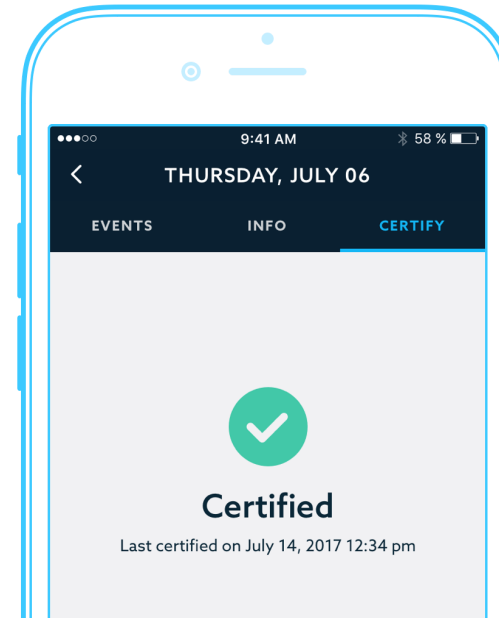 9:41 AM 58 %
THURSDAY, JULY 06
EVENTS INFO CERTIFY
Certified
Last certified on July 14, 2017 12:34 pm